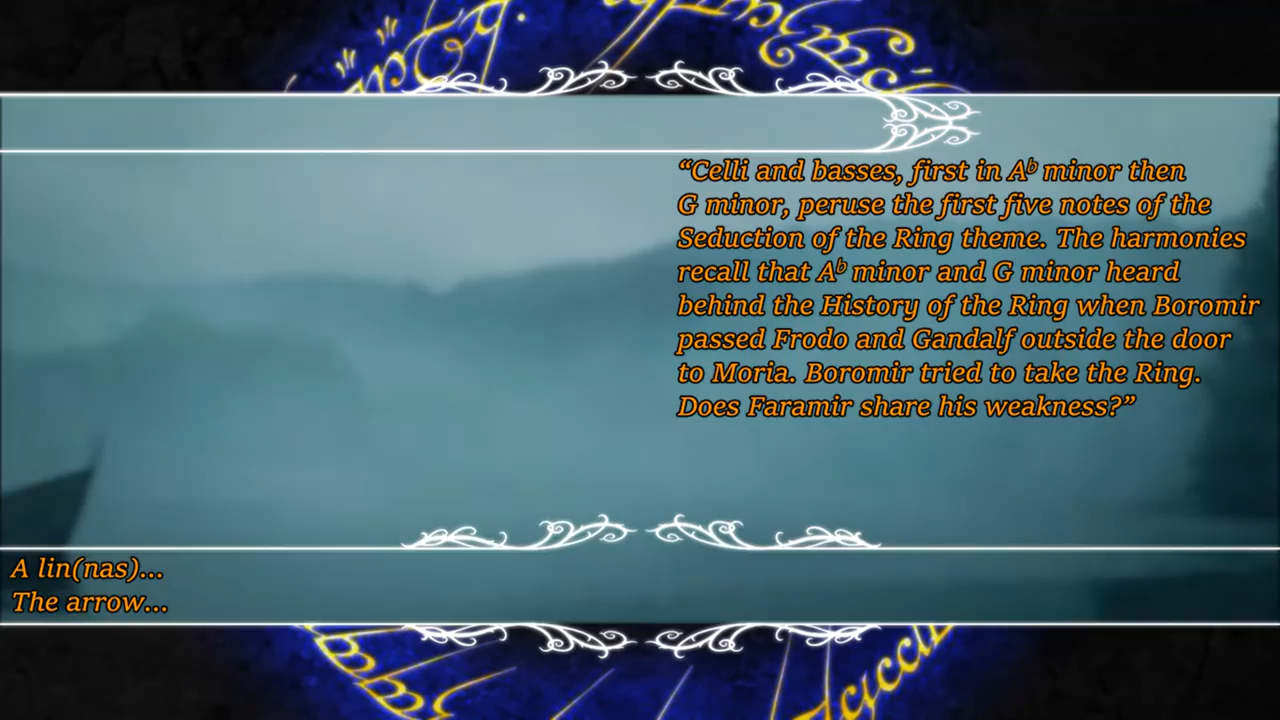 “Celli and basses, first in A♭ minor then
G minor, peruse the first five notes of the
Seduction of the Ring theme. The harmonies
recall that A♭ minor and G minor heard
behind the History of the Ring when Boromir
passed Frodo and Gandalf outside the door
to Moria. Boromir tried to take the Ring.
Does Faramir share his weakness?”
A lin(nas)...
The arrow...